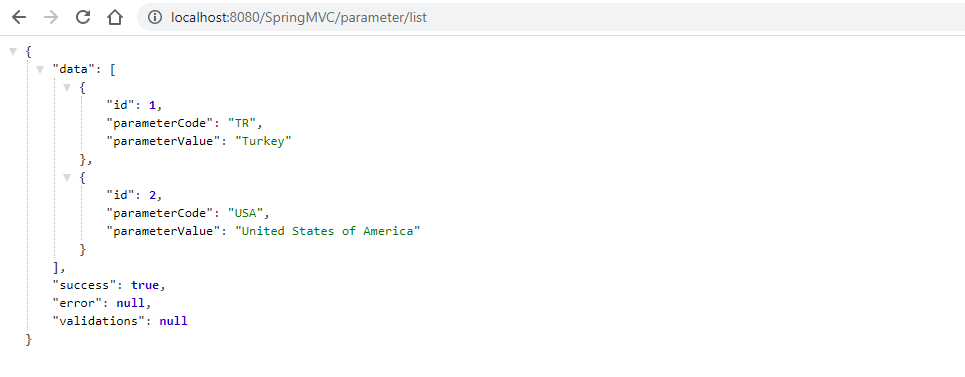 localhost:8080/SpringMVC/parameter/list
{
"data": [
{
"id": 1,
"parameterCode": "TR",
"parameterValue": "Turkey"
},
{
"id": 2,
"parameterCode": "USA",
"parameterValue": "United States of America"
}
],
"success": true,
"error": null,
"validations": null
}